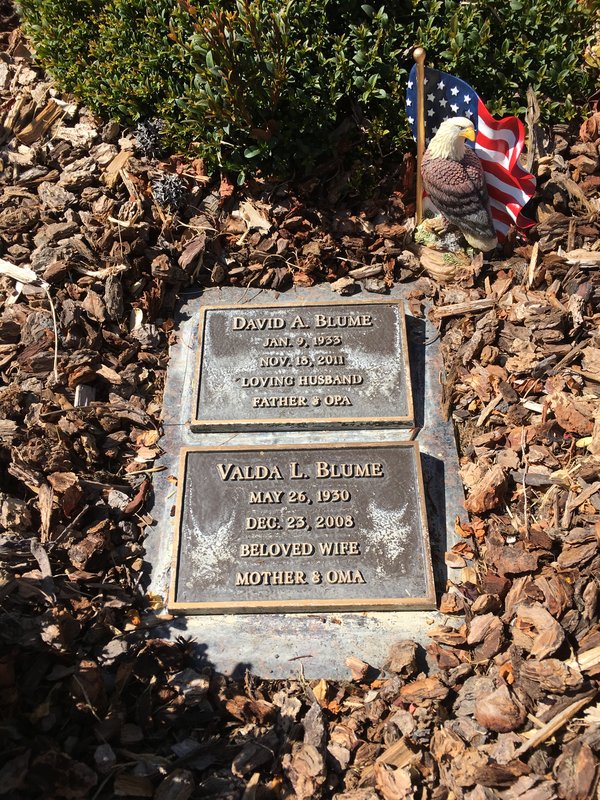 DAVID A. BLUME
JAN. 9, 1933
NOV. 18, 2011
LOVING HUSBAND
FATHER & OPA
VALDA L. BLUME
MAY 26, 1930
DEC. 23, 2008
BELOVED WIFE
MOTHER & OMA